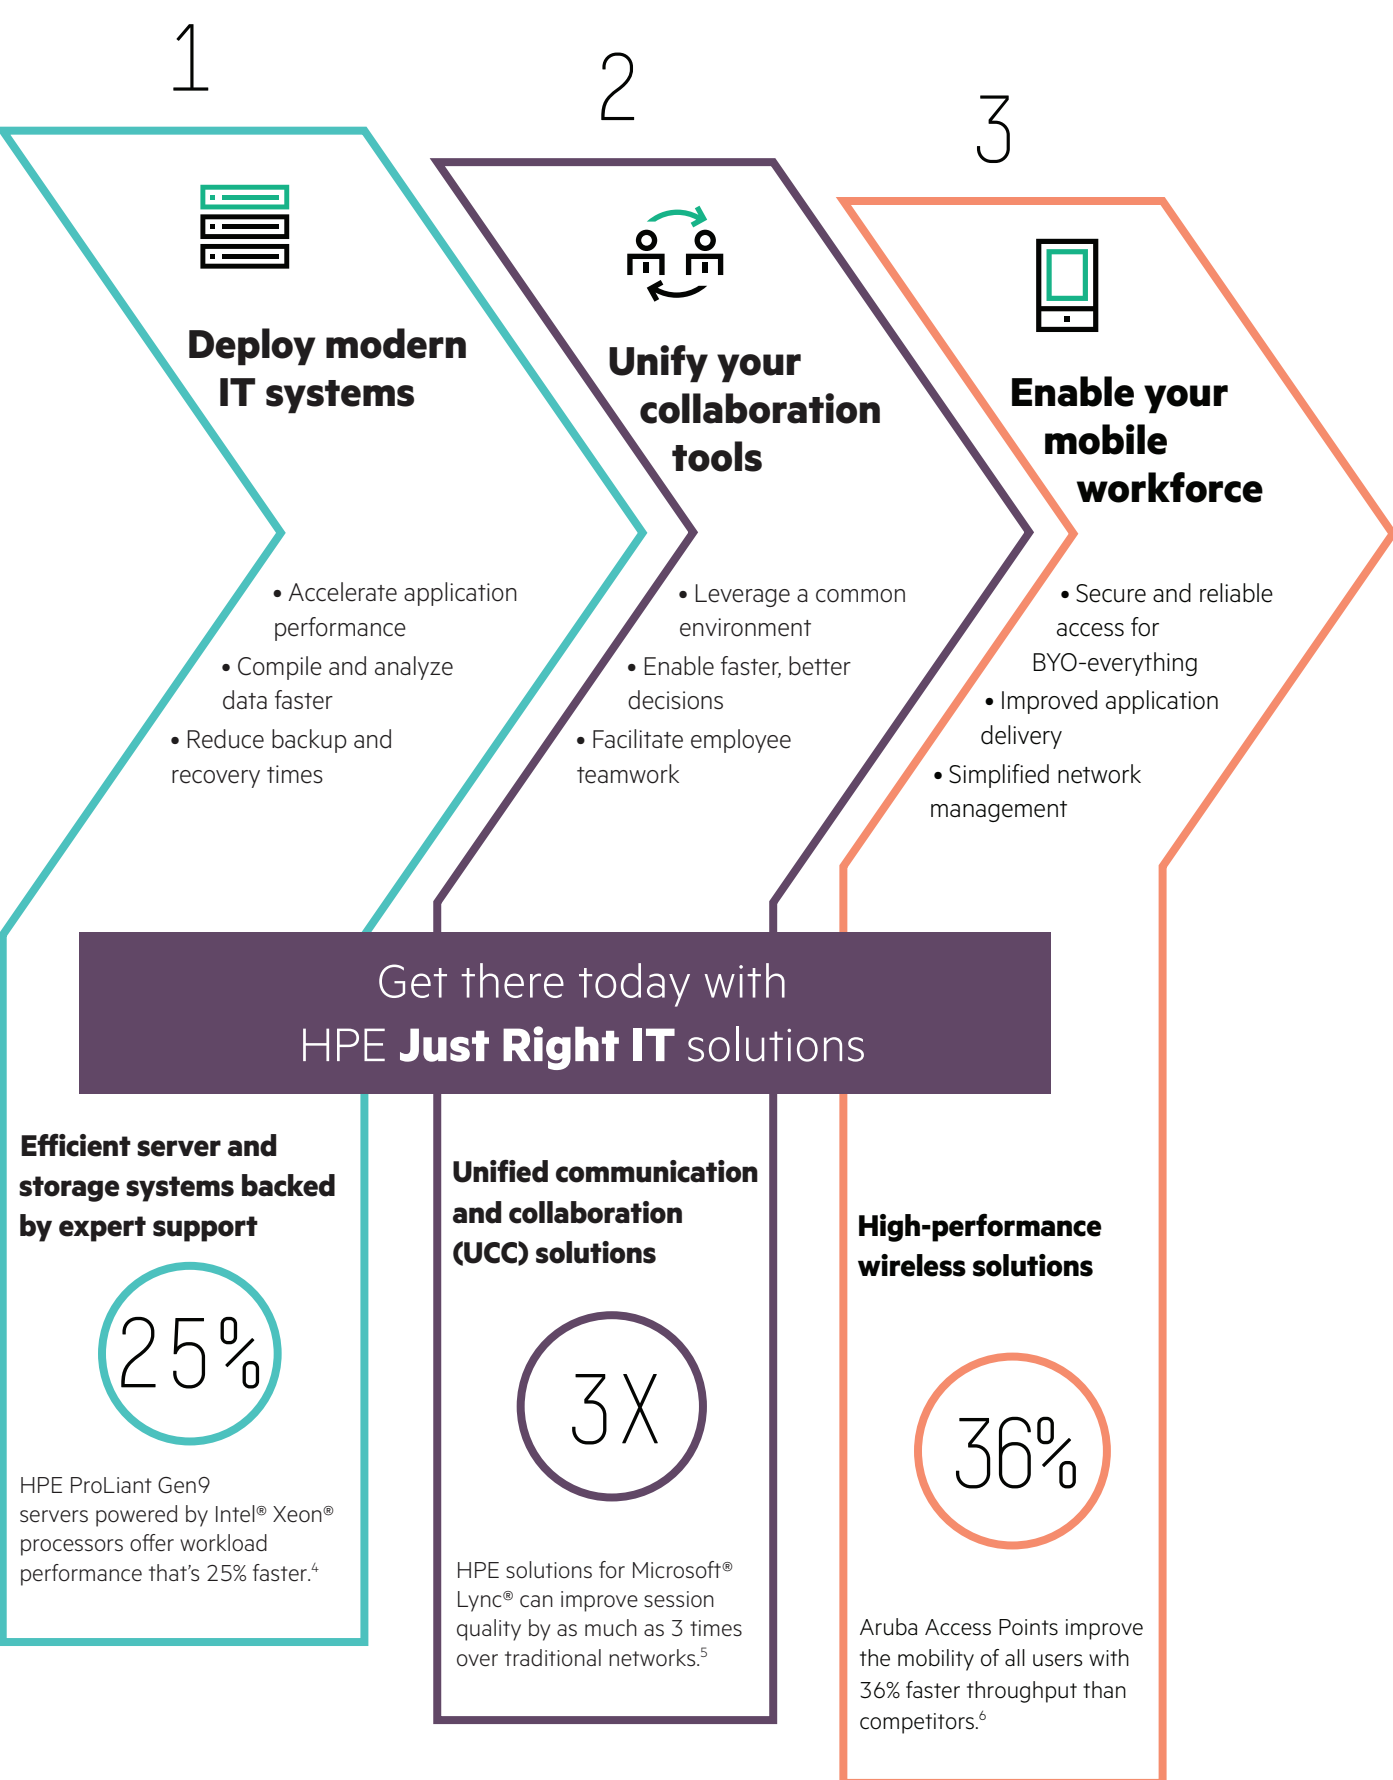 1
Deploy modern
IT systems
• Accelerate application
performance
• Compile and analyze
data faster
• Reduce backup and
recovery times
2
Unify your
collaboration
tools
• Leverage a common
environment
• Enable faster, better
decisions
• Facilitate employee
teamwork
3
Enable your
mobile
workforce
• Secure and reliable
access for
BYO-everything
• Improved application
delivery
• Simplified network
management
Get there today with
HPE Just Right IT solutions
Efficient server and
storage systems backed
by expert support
25%
HPE ProLiant Gen9
servers powered by Intel® Xeon®
processors offer workload
performance that's 25% faster.⁴
Unified communication
and collaboration
(UCC) solutions
3X
HPE solutions for Microsoft®
Lync® can improve session
quality by as much as 3 times
over traditional networks.⁵
High-performance
wireless solutions
36%
Aruba Access Points improve
the mobility of all users with
36% faster throughput than
competitors.⁶